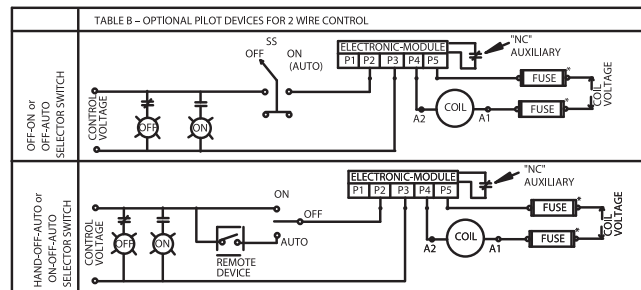 TABLE B – OPTIONAL PILOT DEVICES FOR 2 WIRE CONTROL
OFF-ON or
OFF-AUTO
SELECTOR SWITCH
CONTROL
VOLTAGE
OFF
ON
SS
OFF
ON
(AUTO)
ELECTRONIC-MODULE
P1 P2 P3 P4 P5
"NC"
AUXILIARY
FUSE *
COIL
A2
A1
FUSE *
COIL
VOLTAGE
HAND-OFF-AUTO or
ON-OFF-AUTO
SELECTOR SWITCH
CONTROL
VOLTAGE
OFF
ON
ON
OFF
AUTO
REMOTE
DEVICE
ELECTRONIC-MODULE
P1 P2 P3 P4 P5
"NC"
AUXILIARY
FUSE *
COIL
A2
A1
FUSE *
COIL
VOLTAGE